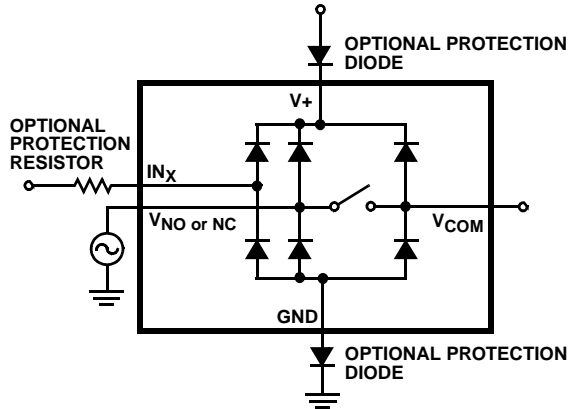 OPTIONAL PROTECTION
DIODE
V+
OPTIONAL
PROTECTION
RESISTOR
INX
VNO or NC
VCOM
GND
OPTIONAL PROTECTION
DIODE